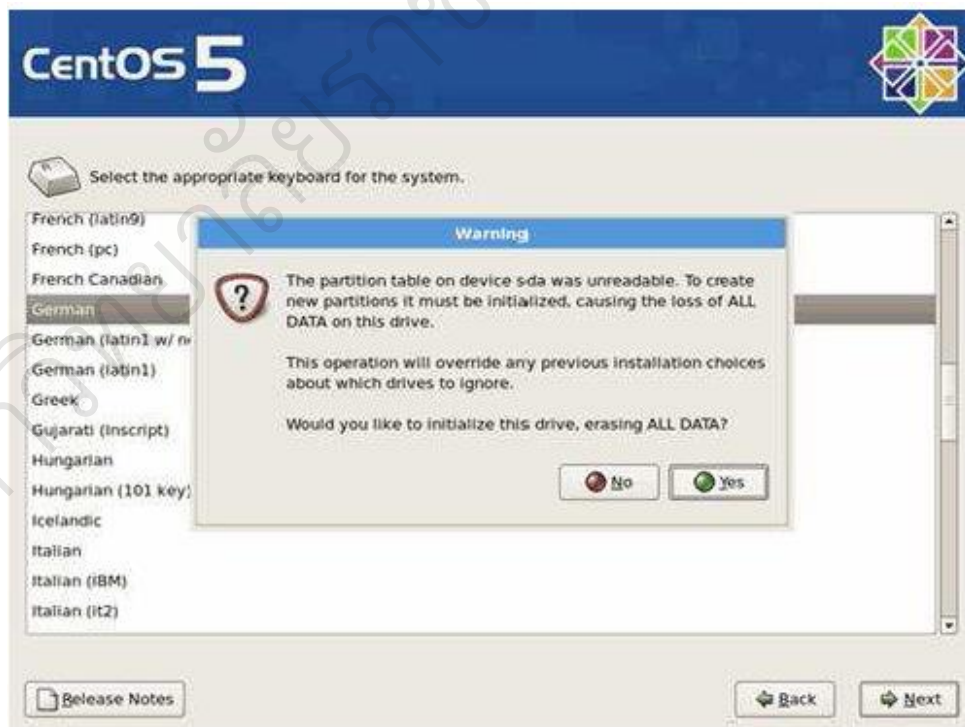 CentOS 5
Select the appropriate keyboard for the system.
French (latin9)
French (pc)
French Canadian
German
German (latin1 w/
German (latin1)
Greek
Gujarati (Inscript)
Hungarian
Hungarian (101 key)
Icelandic
Italian
Italian (IBM)
Italian (it2)
Warning
The partition table on device sda was unreadable. To create
new partitions it must be initialized, causing the loss of ALL
DATA on this drive.
This operation will override any previous installation choices
about which drives to ignore.
Would you like to initialize this drive, erasing ALL DATA?
No
Yes
Release Notes
Back
Next